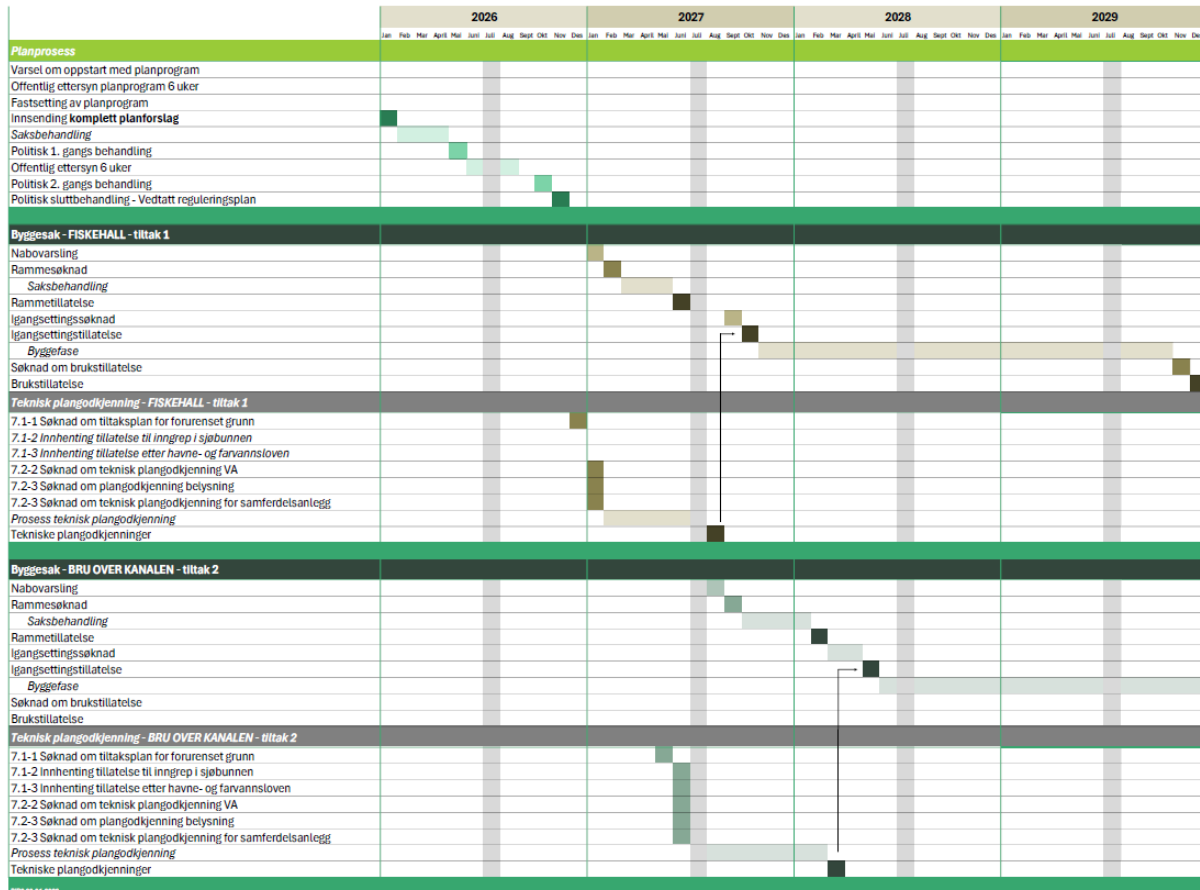 2026 2027 2028 2029
Jan Feb Mar April Mai Juni Juli Aug Sept Okt Nov Des Jan Feb Mar April Mai Juni Juli Aug Sept Okt Nov Des Jan Feb Mar April Mai Juni Juli Aug Sept Okt Nov Des Jan Feb Mar April Mai Juni Juli Aug Sept Okt Nov De
Planprosess
Varsel om oppstart med planprogram
Offentlig ettersyn planprogram 6 uker
Fastsetting av planprogram
Innsending komplett planforslag
Saksbehandling
Politisk 1. gangs behandling
Offentlig ettersyn 6 uker
Politisk 2. gangs behandling
Politisk sluttbehandling - Vedtatt reguleringsplan
Byggesak - FISKEHALL - tiltak 1
Nabovarsling
Rammesøknad
Saksbehandling
Rammetillatelse
Igangsettingssøknad
Igangsettingstillatelse
Byggefase
Søknad om brukstillatelse
Brukstillatelse
Teknisk plangodkjenning - FISKEHALL - tiltak 1
7.1-1 Søknad om tiltaksplan for forurenset grunn
7.1-2 Innhenting tillatelse til inngrep i sjøbunnen
7.1-3 Innhenting tillatelse etter havne- og farvannsloven
7.2-2 Søknad om teknisk plangodkjenning VA
7.2-3 Søknad om plangodkjenning belysning
7.2-3 Søknad om teknisk plangodkjenning for samferdelsanlegg
Prosess teknisk plangodkjenning
Tekniske plangodkjenninger
Byggesak - BRU OVER KANALEN - tiltak 2
Nabovarsling
Rammesøknad
Saksbehandling
Rammetillatelse
Igangsettingssøknad
Igangsettingstillatelse
Byggefase
Søknad om brukstillatelse
Brukstillatelse
Teknisk plangodkjenning - BRU OVER KANALEN - tiltak 2
7.1-1 Søknad om tiltaksplan for forurenset grunn
7.1-2 Innhenting tillatelse til inngrep i sjøbunnen
7.1-3 Innhenting tillatelse etter havne- og farvannsloven
7.2-2 Søknad om teknisk plangodkjenning VA
7.2-3 Søknad om plangodkjenning belysning
7.2-3 Søknad om teknisk plangodkjenning for samferdelsanlegg
Prosess teknisk plangodkjenning
Tekniske plangodkjenninger